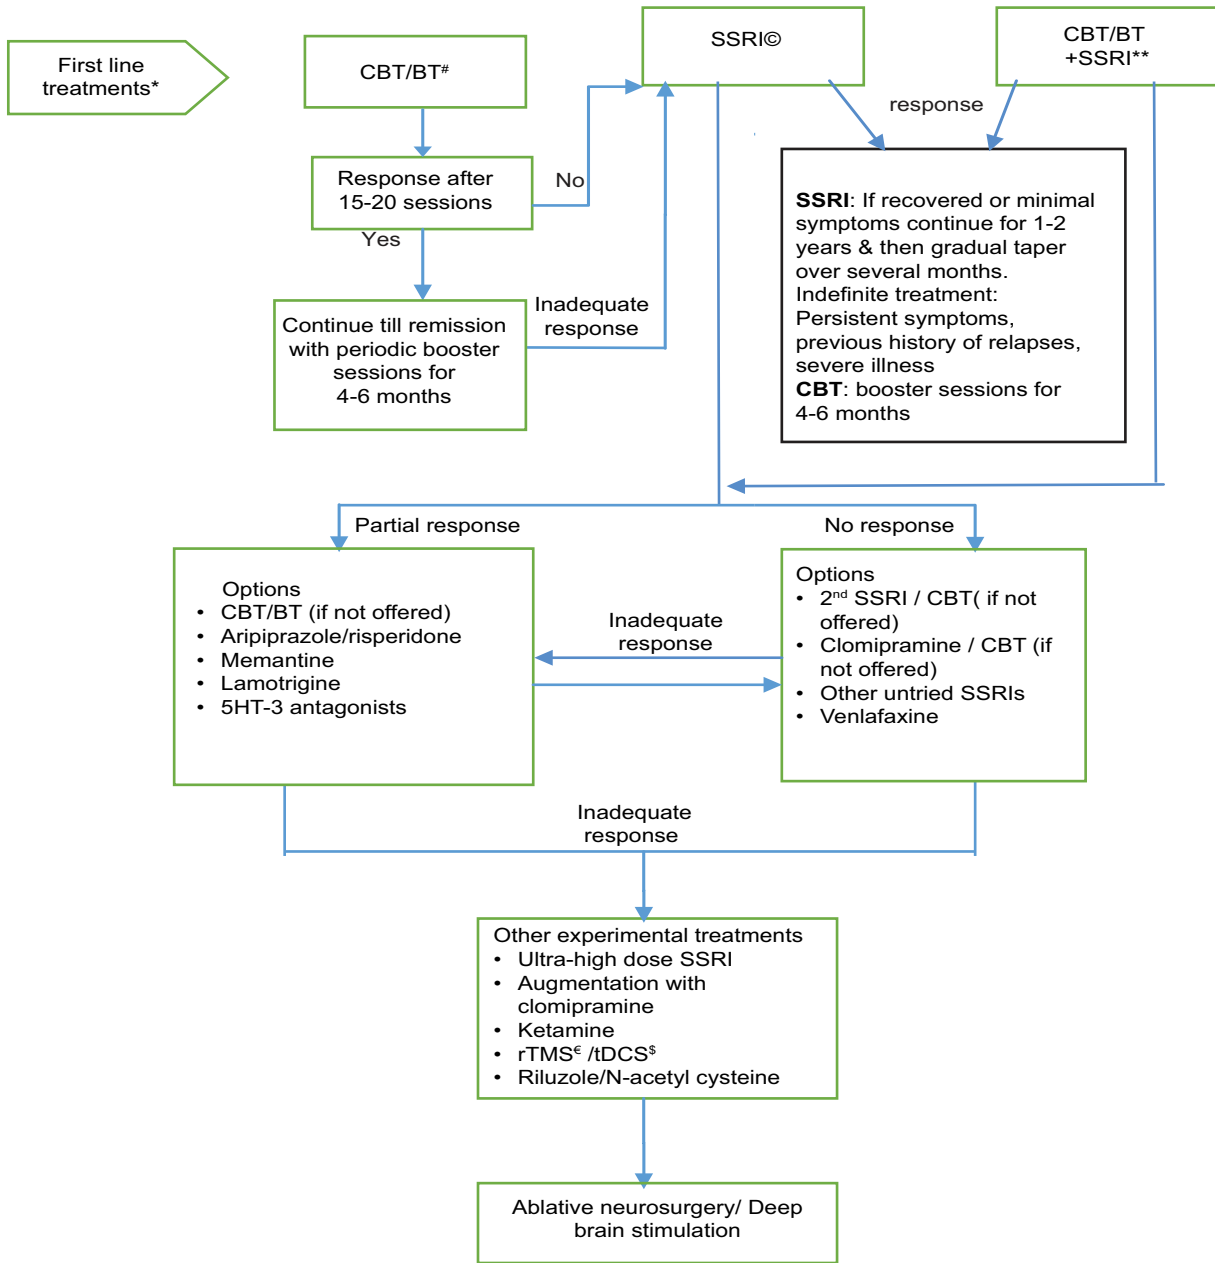 First line
treatments*
CBT/BT#
SSRI©
CBT/BT
+SSRI**
response
Response after
15-20 sessions
No
Yes
Continue till remission
with periodic booster
sessions for
4-6 months
Inadequate
response
SSRI: If recovered or minimal
symptoms continue for 1-2
years & then gradual taper
over several months.
Indefinite treatment:
Persistent symptoms,
previous history of relapses,
severe illness
CBT: booster sessions for
4-6 months
Partial response
No response
Options
• CBT/BT (if not offered)
• Aripiprazole/risperidone
• Memantine
• Lamotrigine
• 5HT-3 antagonists
Inadequate
response
Options
• 2nd SSRI / CBT( if not
offered)
• Clomipramine / CBT (if
not offered)
• Other untried SSRIs
• Venlafaxine
Inadequate
response
Other experimental treatments
• Ultra-high dose SSRI
• Augmentation with
clomipramine
• Ketamine
• rTMS€ /tDCS$
• Riluzole/N-acetyl cysteine
Ablative neurosurgery/ Deep
brain stimulation